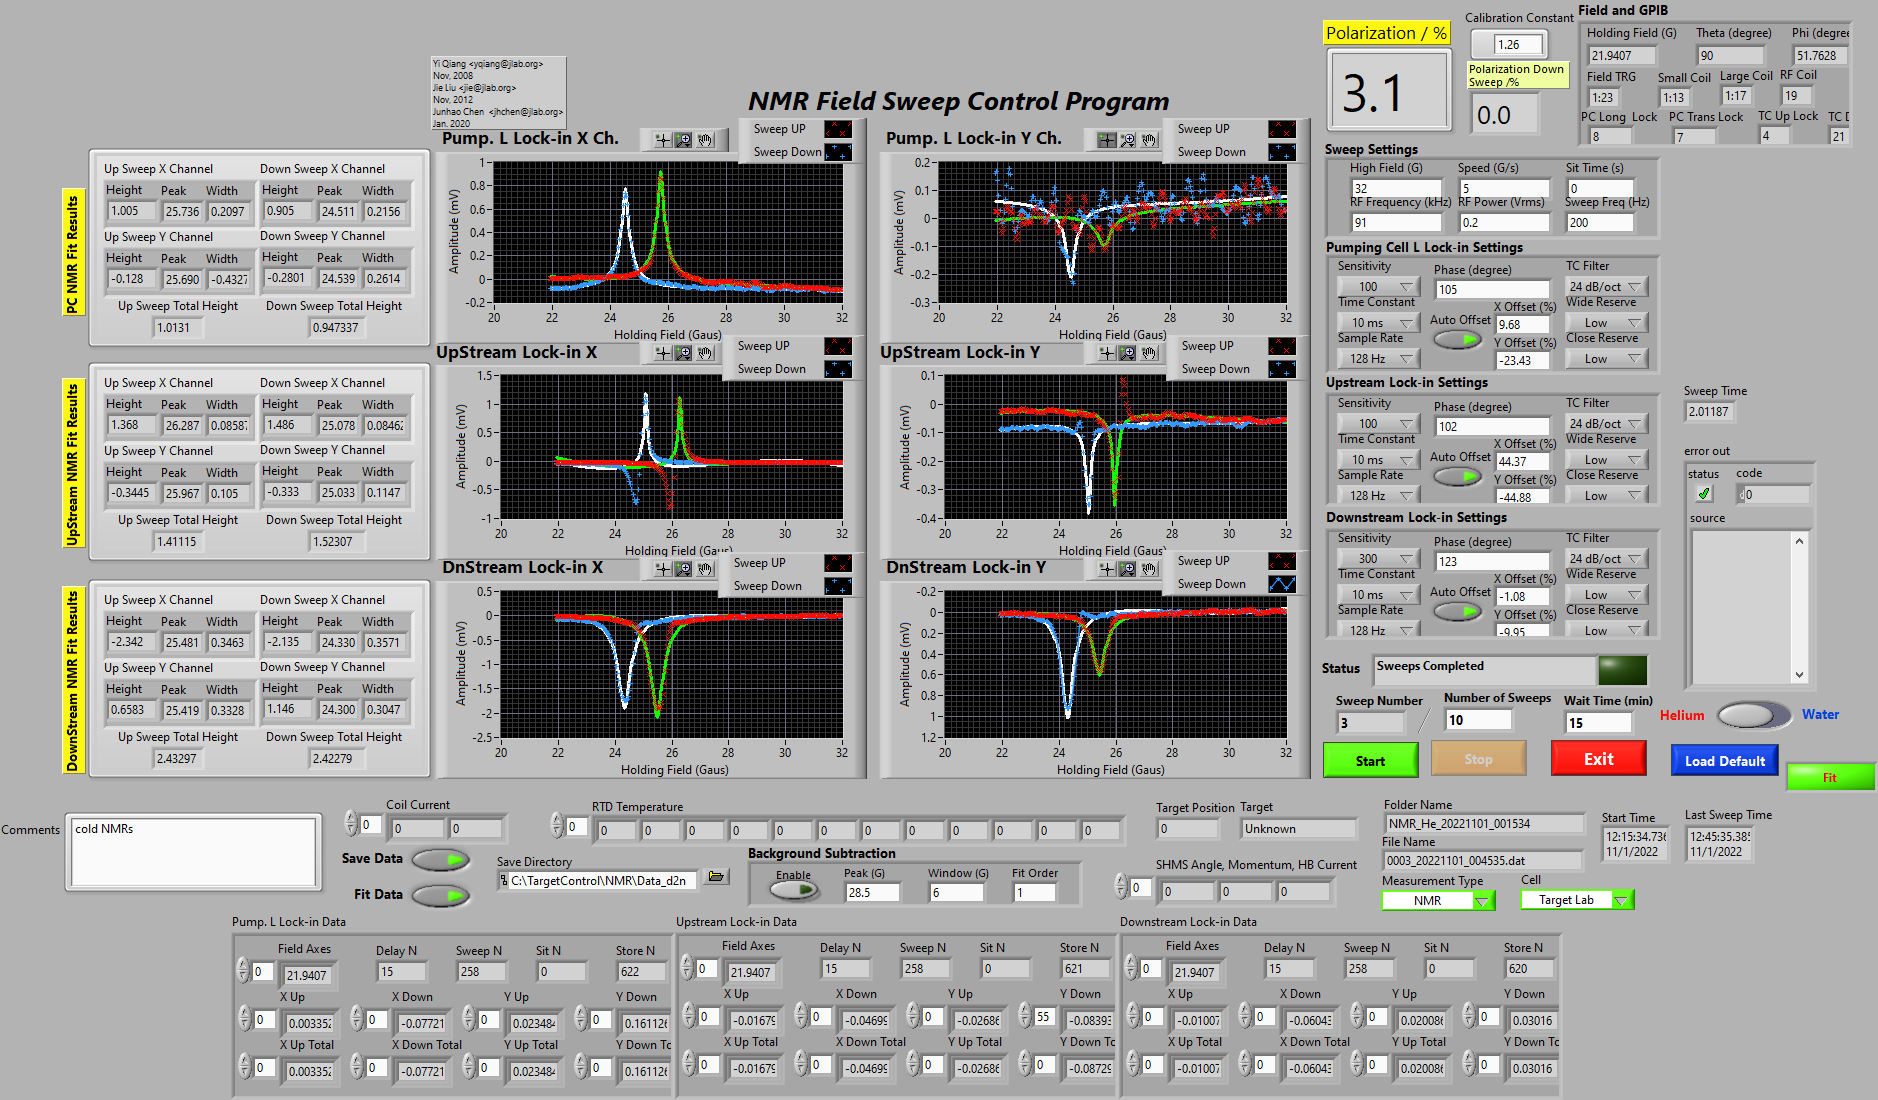 Yi Qiang <yqiang@jlab.org>
Nov, 2008
Jie Liu <jie@jlab.org>
Nov, 2012
Junhao Chen <jhchen@jlab.org>
Jan. 2020
NMR Field Sweep Control Program
Polarization / %
3.1
Calibration Constant
1.26
Polarization Down
Sweep /%
0.0
Field and GPIB
Holding Field (G) Theta (degree) Phi (degree
21.9407 90 51.7628
Field TRG Small Coil Large Coil RF Coil
1:23 1:13 1:17 19
PC Long Lock PC Trans Lock TC Up Lock
8 7 4 21
PC NMR Fit Results
Up Sweep X Channel Down Sweep X Channel
Height Peak Width Height Peak Width
1.005 25.736 0.2097 0.905 24.511 0.2156
Up Sweep Y Channel Down Sweep Y Channel
Height Peak Width Height Peak Width
-0.128 25.690 -0.4327 -0.2801 24.539 0.2614
Up Sweep Total Height Down Sweep Total Height
1.0131 0.947337
UpStream NMR Fit Results
Up Sweep X Channel Down Sweep X Channel
Height Peak Width Height Peak Width
1.368 26.287 0.08587 1.486 25.078 0.08462
Up Sweep Y Channel Down Sweep Y Channel
Height Peak Width Height Peak Width
-0.3445 25.967 0.105 -0.333 25.033 0.1147
Up Sweep Total Height Down Sweep Total Height
1.41115 1.52307
DownStream NMR Fit Results
Up Sweep X Channel Down Sweep X Channel
Height Peak Width Height Peak Width
-2.342 25.481 0.3463 -2.135 24.330 0.3571
Up Sweep Y Channel Down Sweep Y Channel
Height Peak Width Height Peak Width
0.6583 25.419 0.3328 1.146 24.300 0.3047
Up Sweep Total Height Down Sweep Total Height
2.43297 2.42279
Pump. L Lock-in X Ch.
Sweep UP
Sweep Down
Amplitude (mV)
1
0.8
0.6
0.4
0.2
0
-0.2
20 22 24 26 28 30 32
Holding Field (Gaus)
Pump. L Lock-in Y Ch.
Sweep UP
Sweep Down
Amplitude (mV)
0.2
0.1
0
-0.1
-0.2
-0.3
20 22 24 26 28 30 32
Holding Field (Gaus)
UpStream Lock-in X
Sweep UP
Sweep Down
Amplitude (mV)
1.5
1
0.5
0
-0.5
-1
20 22 24 26 28 30 32
Holding Field (Gaus)
UpStream Lock-in Y
Sweep UP
Sweep Down
Amplitude (mV)
0.1
0
-0.1
-0.2
-0.3
-0.4
20 22 24 26 28 30 32
Holding Field (Gaus)
DnStream Lock-in X
Sweep UP
Sweep Down
Amplitude (mV)
0.5
0
-0.5
-1
-1.5
-2
-2.5
20 22 24 26 28 30 32
Holding Field (Gaus)
DnStream Lock-in Y
Sweep UP
Sweep Down
Amplitude (mV)
-0.2
0
0.2
0.4
0.6
0.8
1
1.2
20 22 24 26 28 30 32
Holding Field (Gaus)
Sweep Settings
High Field (G) Speed (G/s) Sit Time (s)
32 5 0
RF Frequency (kHz) RF Power (Vrms) Sweep Freq (Hz)
91 0.2 200
Pumping Cell L Lock-in Settings
Sensitivity Phase (degree) TC Filter
100 105 24 dB/oct
Time Constant X Offset (%) Wide Reserve
10 ms Auto Offset 9.68 Low
Sample Rate Y Offset (%) Close Reserve
128 Hz -23.43 Low
Upstream Lock-in Settings
Sensitivity Phase (degree) TC Filter
100 102 24 dB/oct
Time Constant X Offset (%) Wide Reserve
10 ms Auto Offset 44.37 Low
Sample Rate Y Offset (%) Close Reserve
128 Hz -44.88 Low
Downstream Lock-in Settings
Sensitivity Phase (degree) TC Filter
300 123 24 dB/oct
Time Constant X Offset (%) Wide Reserve
10 ms Auto Offset -1.08 Low
Sample Rate Y Offset (%) Close Reserve
128 Hz -9.95 Low
Sweep Time
2.01187
error out
status code
0
source
Status Sweeps Completed
Sweep Number Number of Sweeps Wait Time (min)
3 / 10 15
Helium Water
Start Stop Exit Load Default Fit
Comments cold NMRs
Coil Current
0 0 0
Save Data
Fit Data
RTD Temperature
0 0 0 0 0 0 0 0 0 0 0 0 0
Save Directory
C:\TargetControl\NMR\Data_d2n
Background Subtraction
Enable Peak (G) Window (G) Fit Order
28.5 6 1
Target Position Target
0 Unknown
SHMS Angle, Momentum, HB Current
0 0 0 0
Folder Name
NMR_He_20221101_001534
File Name
0003_20221101_004535.dat
Measurement Type Cell
NMR Target Lab
Start Time Last Sweep Time
12:15:34.736 12:45:35.385
11/1/2022 11/1/2022
Pump. L Lock-in Data
Field Axes Delay N Sweep N Sit N Store N
0 21.9407 15 258 0 622
X Up X Down Y Up Y Down
0 0.003352 0 -0.07721 0 0.023484 0 0.161126
X Up Total X Down Total Y Up Total Y Down To
0 0.003352 0 -0.07721 0 0.023484 0 0.161126
Upstream Lock-in Data
Field Axes Delay N Sweep N Sit N Store N
0 21.9407 15 258 0 621
X Up X Down Y Up Y Down
0 -0.01679 0 -0.04699 0 -0.02686 55 -0.08393
X Up Total X Down Total Y Up Total Y Down Tc
0 -0.01679 0 -0.04699 0 -0.02686 0 -0.08729
Downstream Lock-in Data
Field Axes Delay N Sweep N Sit N Store N
0 21.9407 15 258 0 620
X Up X Down Y Up Y Down
0 -0.01007 0 -0.06043 0 0.020086 0 0.03016
X Up Total X Down Total Y Up Total Y Down Tc
0 -0.01007 0 -0.06043 0 0.020086 0 0.03016